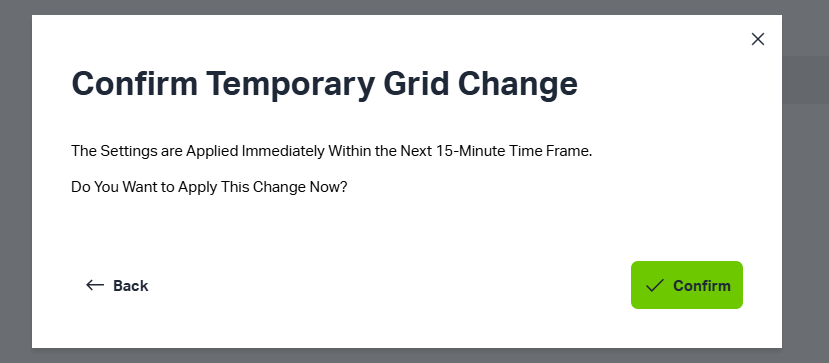 Confirm Temporary Grid Change
The Settings are Applied Immediately Within the Next 15-Minute Time Frame.
Do You Want to Apply This Change Now?
Back
Confirm